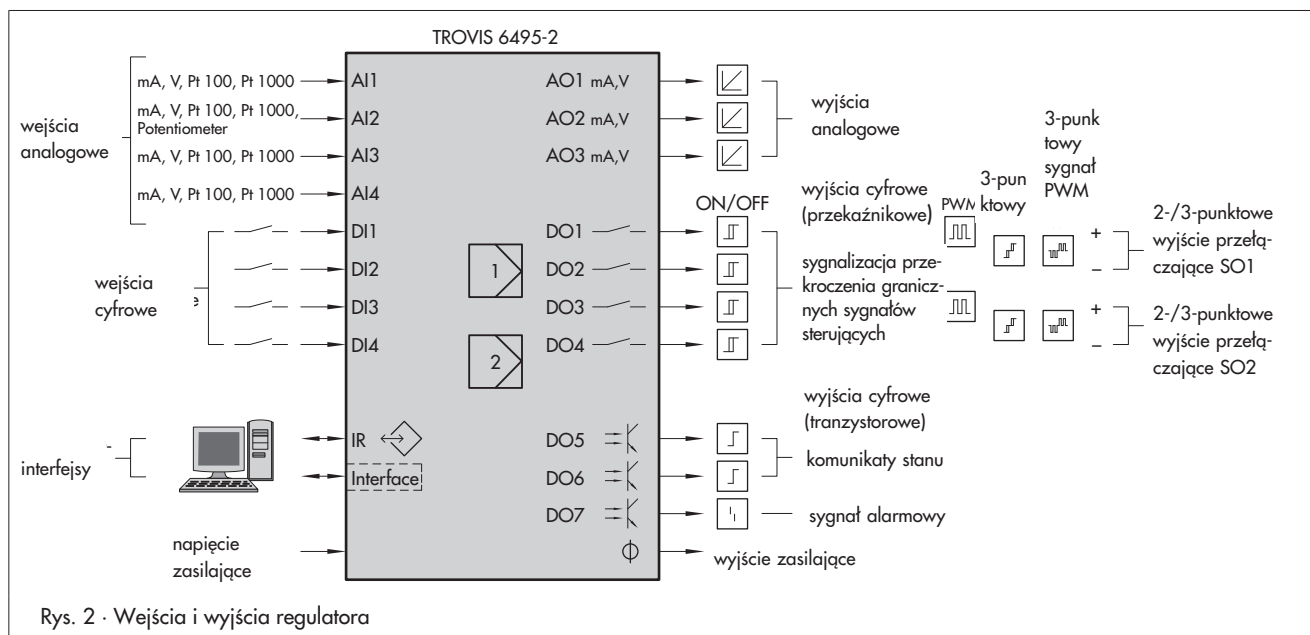 TROVIS 6495-2
wejścia
analogowe
mA, V, Pt 100, Pt 1000
AI1
mA, V, Pt 100, Pt 1000,
Potentiometer
AI2
mA, V, Pt 100, Pt 1000
AI3
mA, V, Pt 100, Pt 1000
AI4
wejścia
cyfrowe
DI1
DI2
DI3
DI4
interfejsy
IR
Interface
napięcie
zasilające
1
2
AO1 mA,V
AO2 mA,V
AO3 mA,V
wyjścia
analogowe
ON/OFF
DO1
DO2
DO3
DO4
wyjścia cyfrowe
(przekaźnikowe)
sygnalizacja prze-
kroczenia granicz-
nych sygnałów
sterujących
PWM
3-pun
ktowy
3-punk
towy
sygnał
PWM
+
–
2-/3-punktowe
wyjście przełą-
czające SO1
+
–
2-/3-punktowe
wyjście przełą-
czające SO2
wyjścia cyfrowe
(tranzystorowe)
DO5
DO6
komunikaty stanu
DO7
sygnał alarmowy
wyjście zasilające
Rys. 2 · Wejścia i wyjścia regulatora